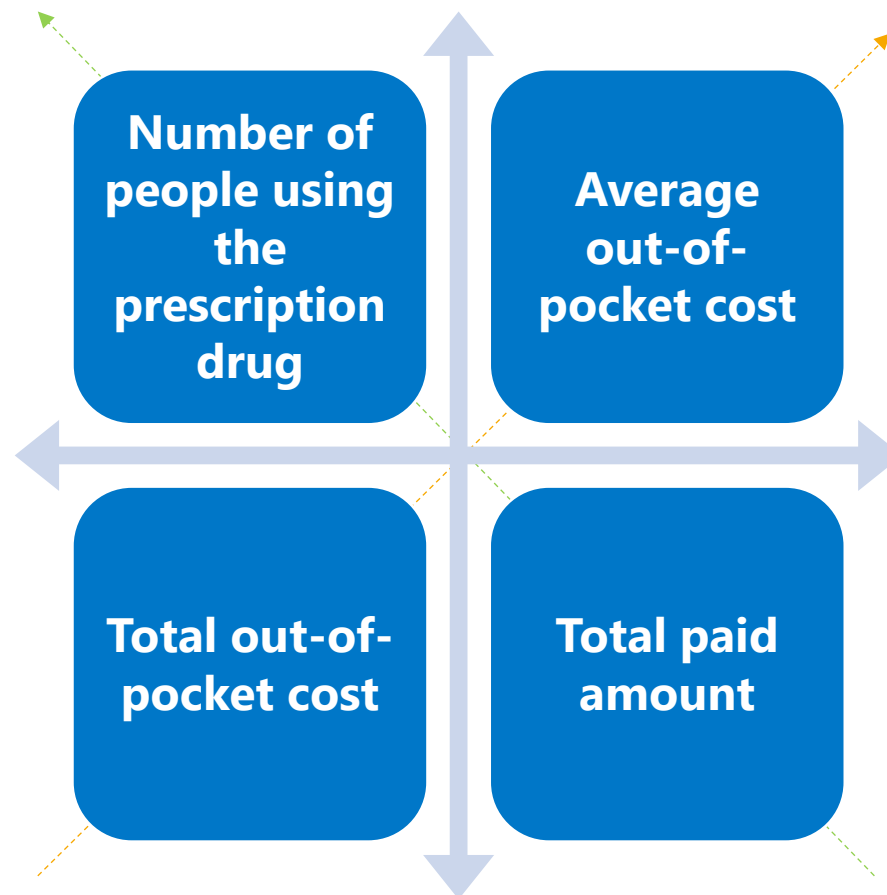 Number of
people using
the
prescription
drug
Average
out-of-
pocket cost
Total out-of-
pocket cost
Total paid
amount